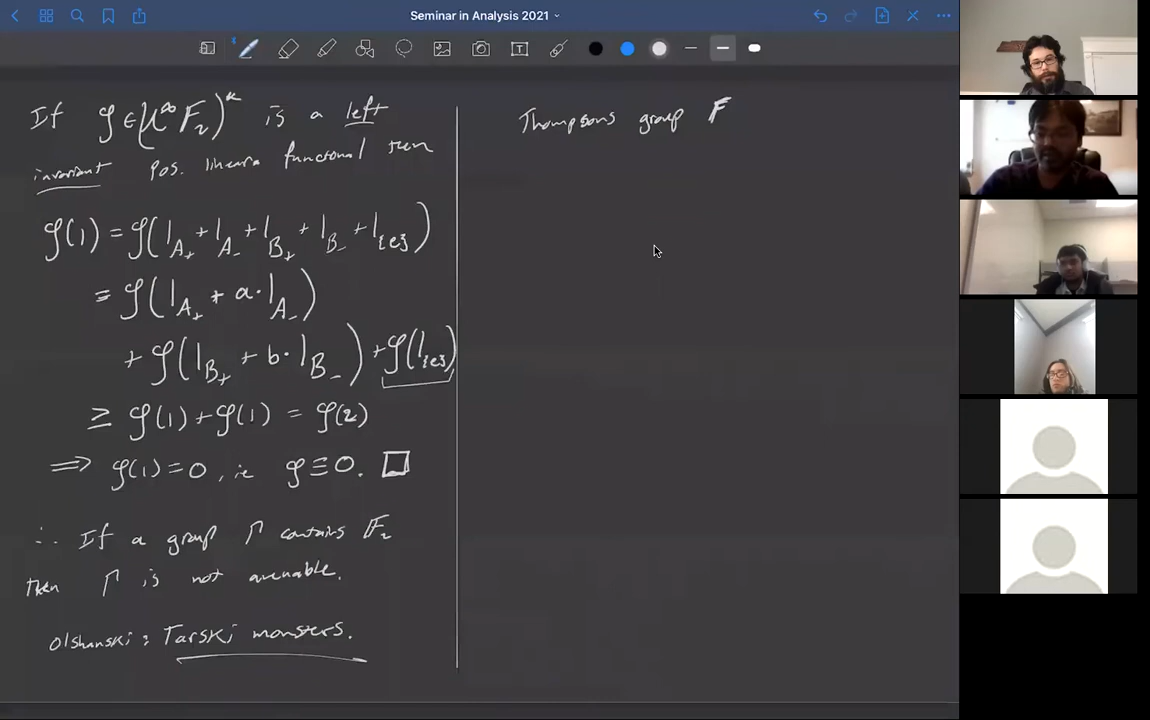 Seminar in Analysis 2021
If φ ∈ (ℓ^∞ F₂)* is a left
invariant pos. linear functional then
φ(1) = φ(1_{A₊} + 1_{A₋} + 1_{B₊} + 1_{B₋} + 1_{{e}})
= φ(1_{A₊} + a·1_{A₋})
+ φ(1_{B₊} + b·1_{B₋}) + φ(1_{{e}})
≥ φ(1) + φ(1) = φ(2)
⟹ φ(1) = 0, ie φ ≡ 0. □
∴ If a group Γ contains F₂
then Γ is not amenable.
Olshanski : Tarski monsters.
Thompsons group F